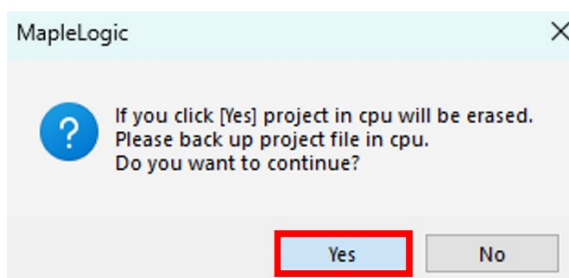 MapleLogic
If you click [Yes] project in cpu will be erased.
Please back up project file in cpu.
Do you want to continue?
Yes No